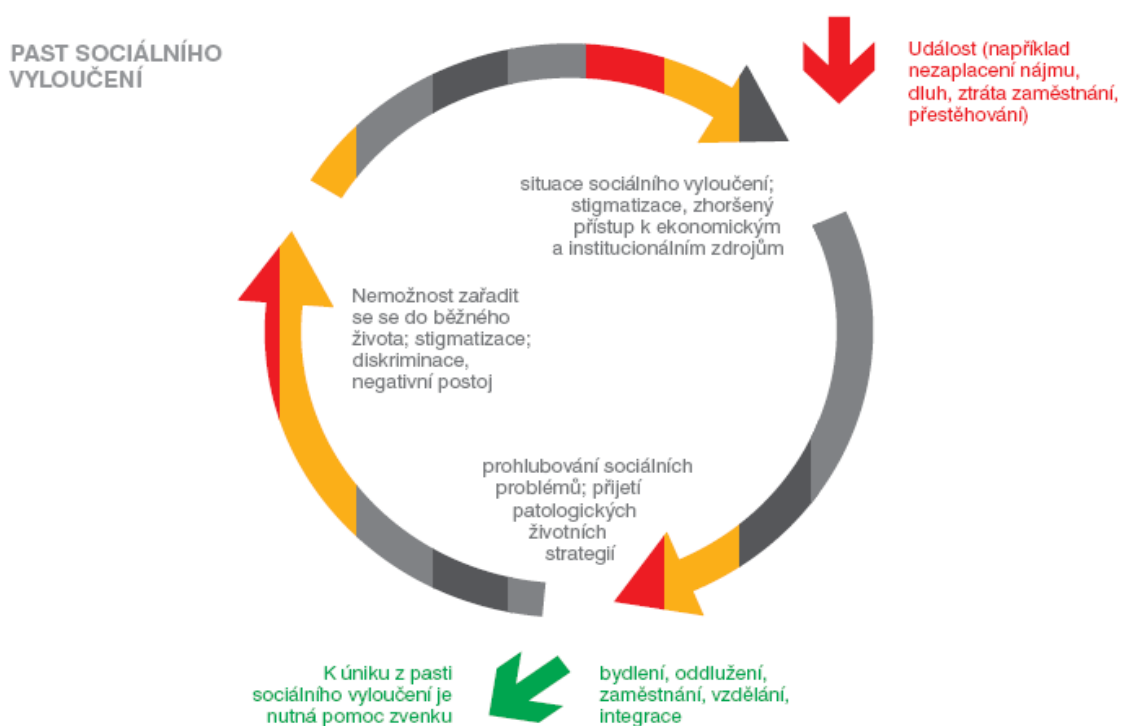 PAST SOCIÁLNÍHO
VYLOUČENÍ
Událost (například
nezaplacení nájmu,
dluh, ztráta zaměstnání,
přestěhování)
situace sociálního vyloučení;
stigmatizace, zhoršený
přístup k ekonomickým
a institucionálním zdrojům
Nemožnost zařadit
se se do běžného
života; stigmatizace;
diskriminace,
negativní postoj
prohlubování sociálních
problémů; přijetí
patologických
životních
strategií
K úniku z pasti
sociálního vyloučení je
nutná pomoc zvenku
bydlení, oddlužení,
zaměstnání, vzdělání,
integrace